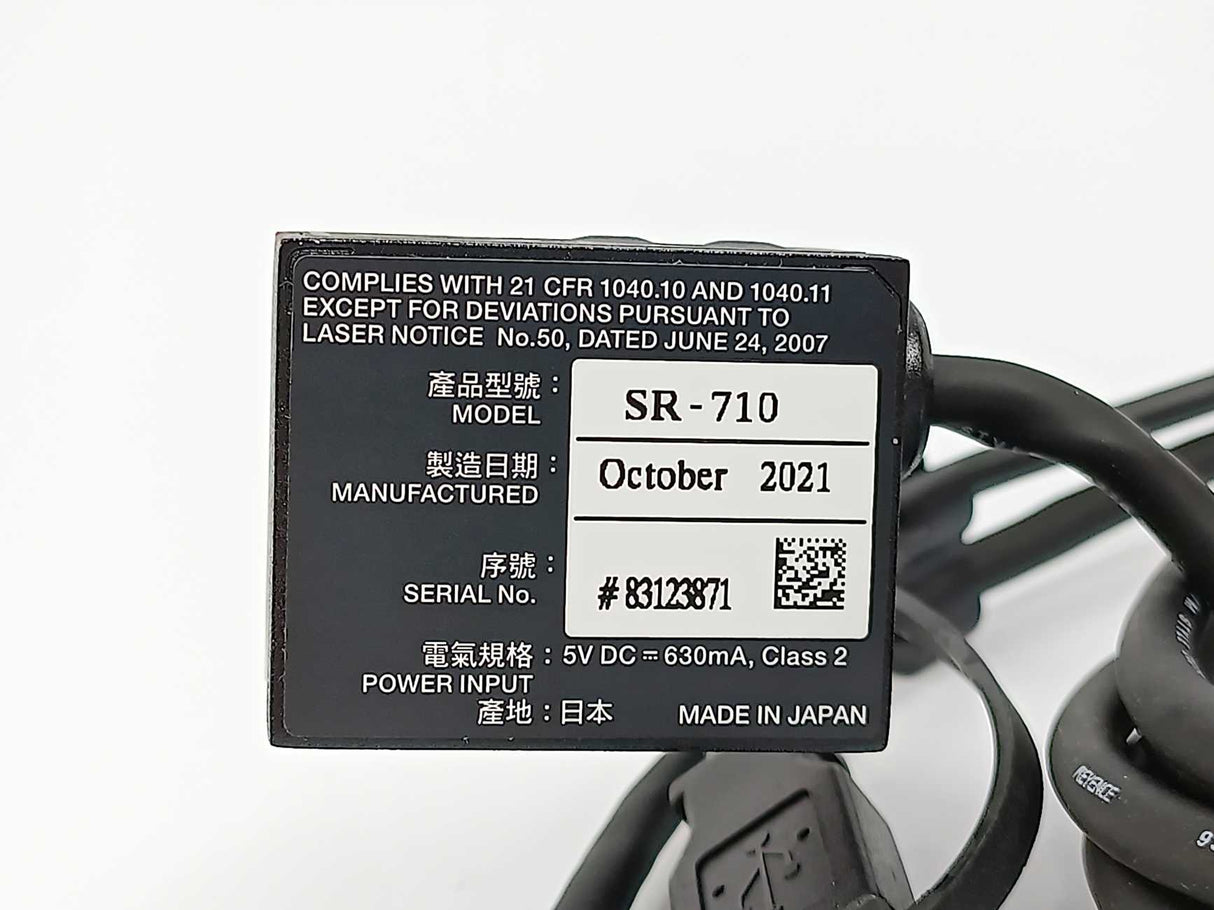 COMPLIES WITH 21 CFR 1040.10 AND 1040.11
EXCEPT FOR DEVIATIONS PURSUANT TO
LASER NOTICE No.50, DATED JUNE 24, 2007
產品型號：
MODEL
SR-710
製造日期：
MANUFACTURED
October 2021
序號：
SERIAL No.
#83123871
電氣規格：5V DC⎓630mA, Class 2
POWER INPUT
產地：日本 MADE IN JAPAN
KEYENCE